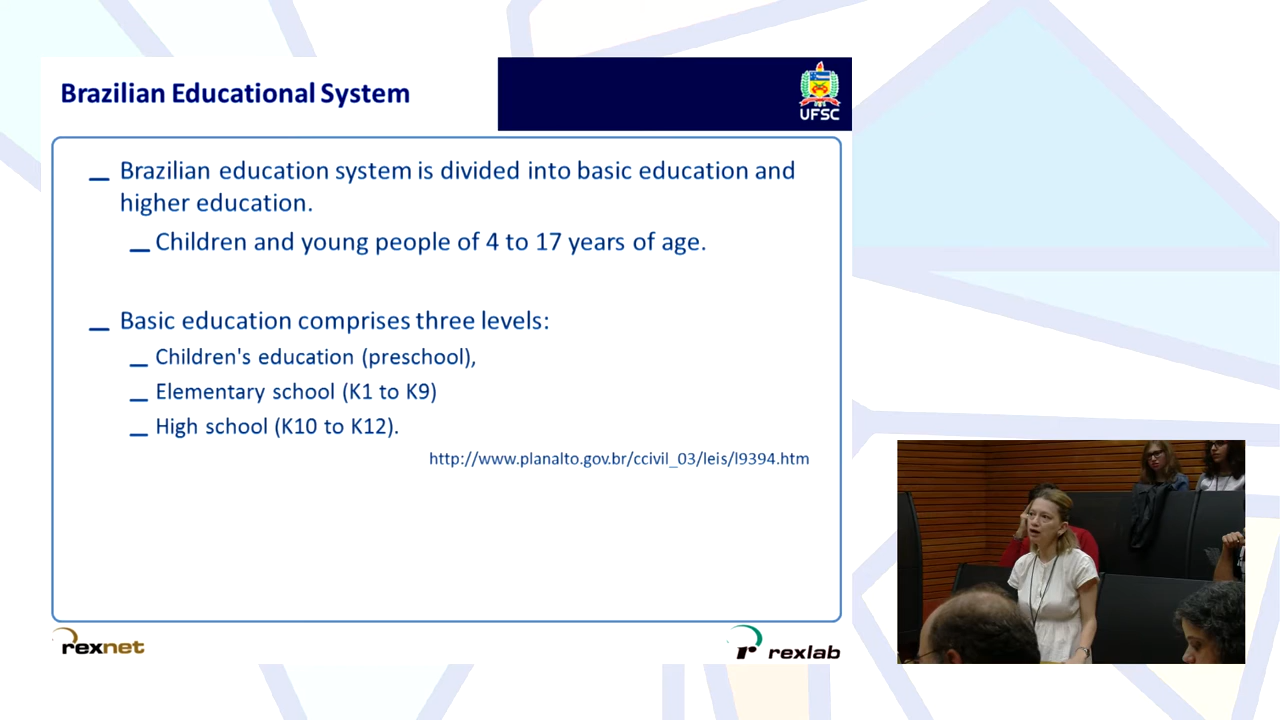 Brazilian Educational System
UFSC
Brazilian education system is divided into basic education and
higher education.
Children and young people of 4 to 17 years of age.
Basic education comprises three levels:
Children's education (preschool),
Elementary school (K1 to K9)
High school (K10 to K12).
http://www.planalto.gov.br/ccivil_03/leis/l9394.htm
rexnet
r rexlab